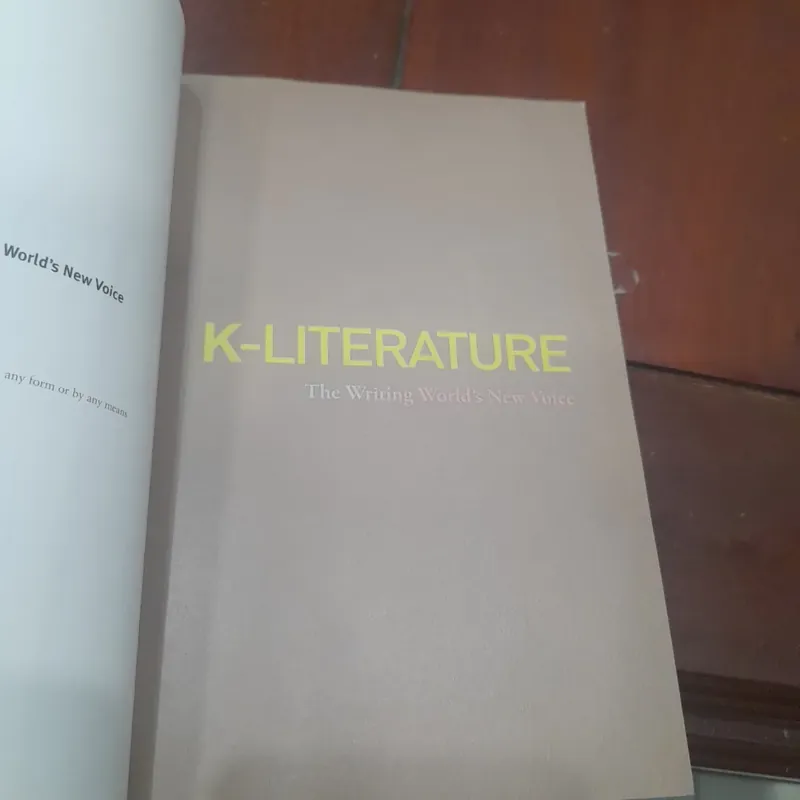 World's New Voice
any form or by any means
K-LITERATURE
The Writing World's New Voice